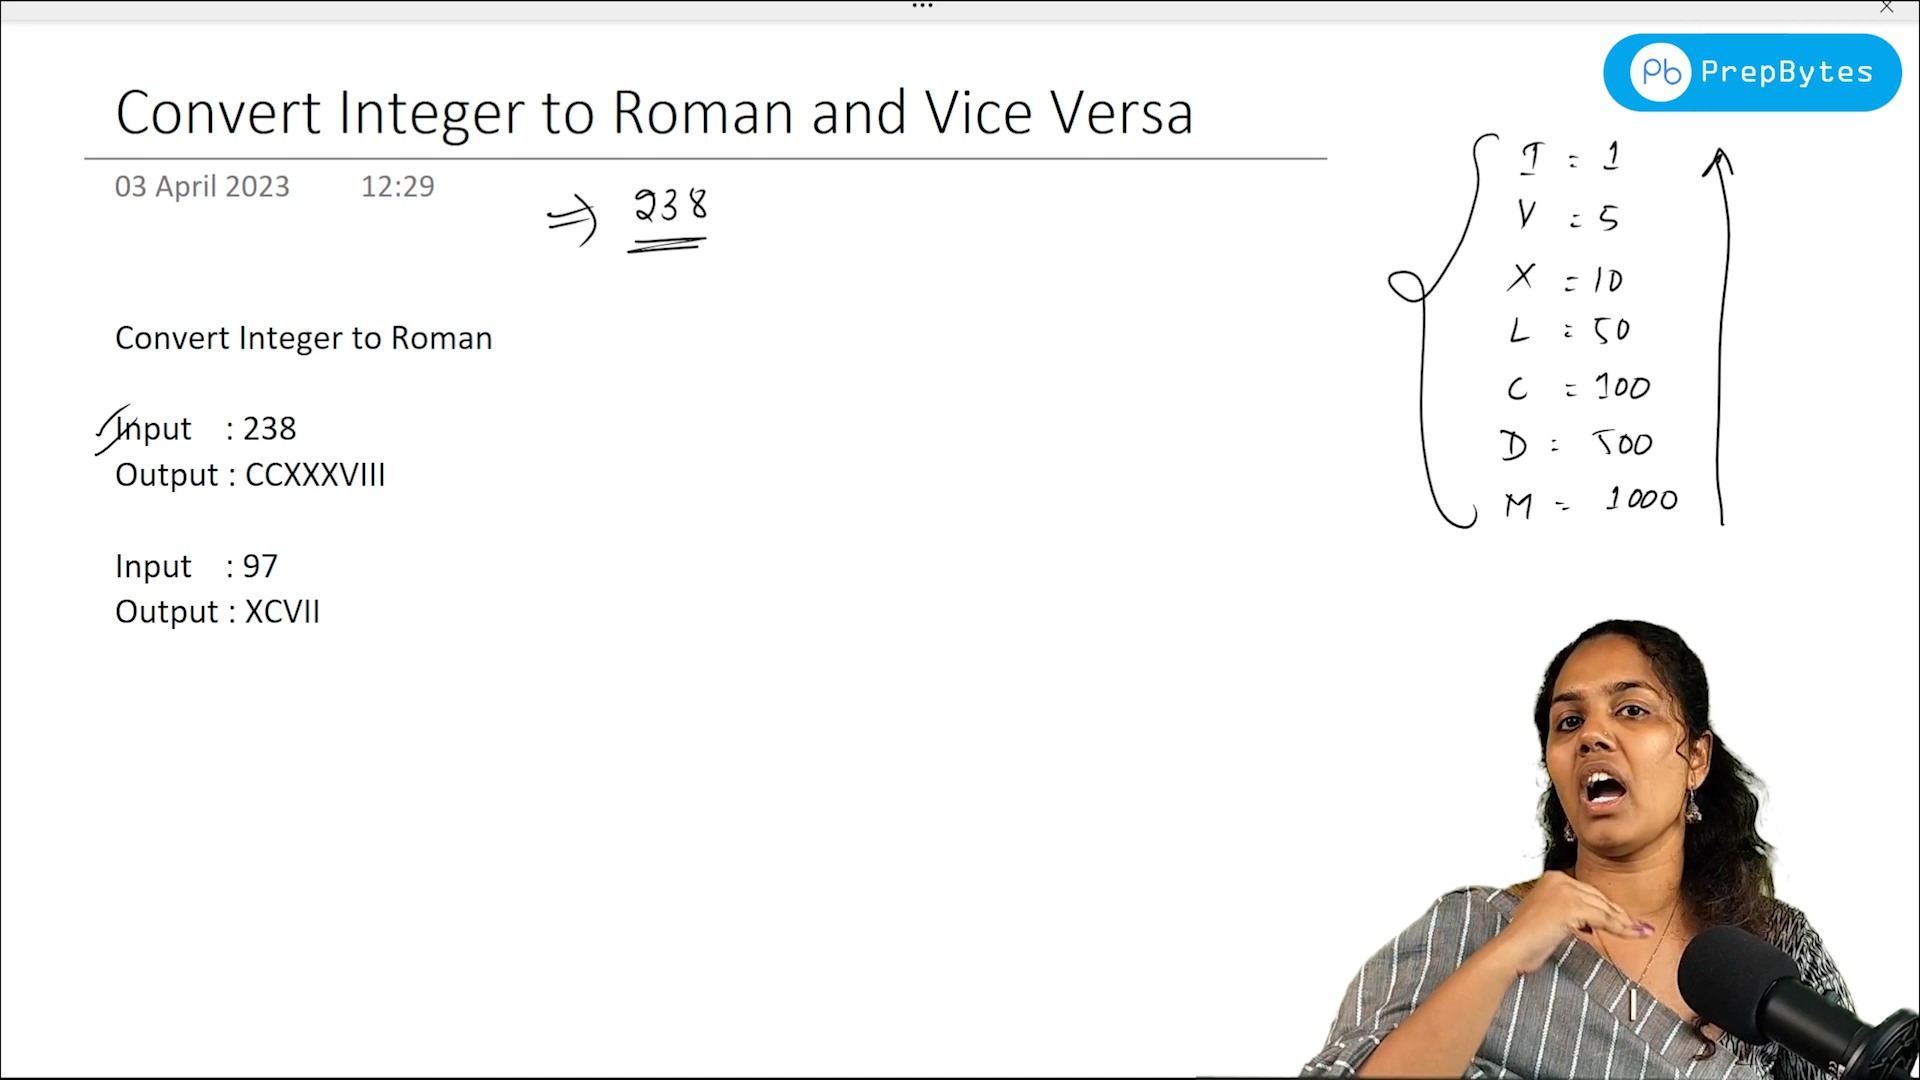 Pb PrepBytes
Convert Integer to Roman and Vice Versa
03 April 2023 12:29
⇒ 238
Convert Integer to Roman
Input : 238
Output : CCXXXVIII
Input : 97
Output : XCVII
I = 1
V = 5
X = 10
L = 50
C = 100
D = 500
M = 1000